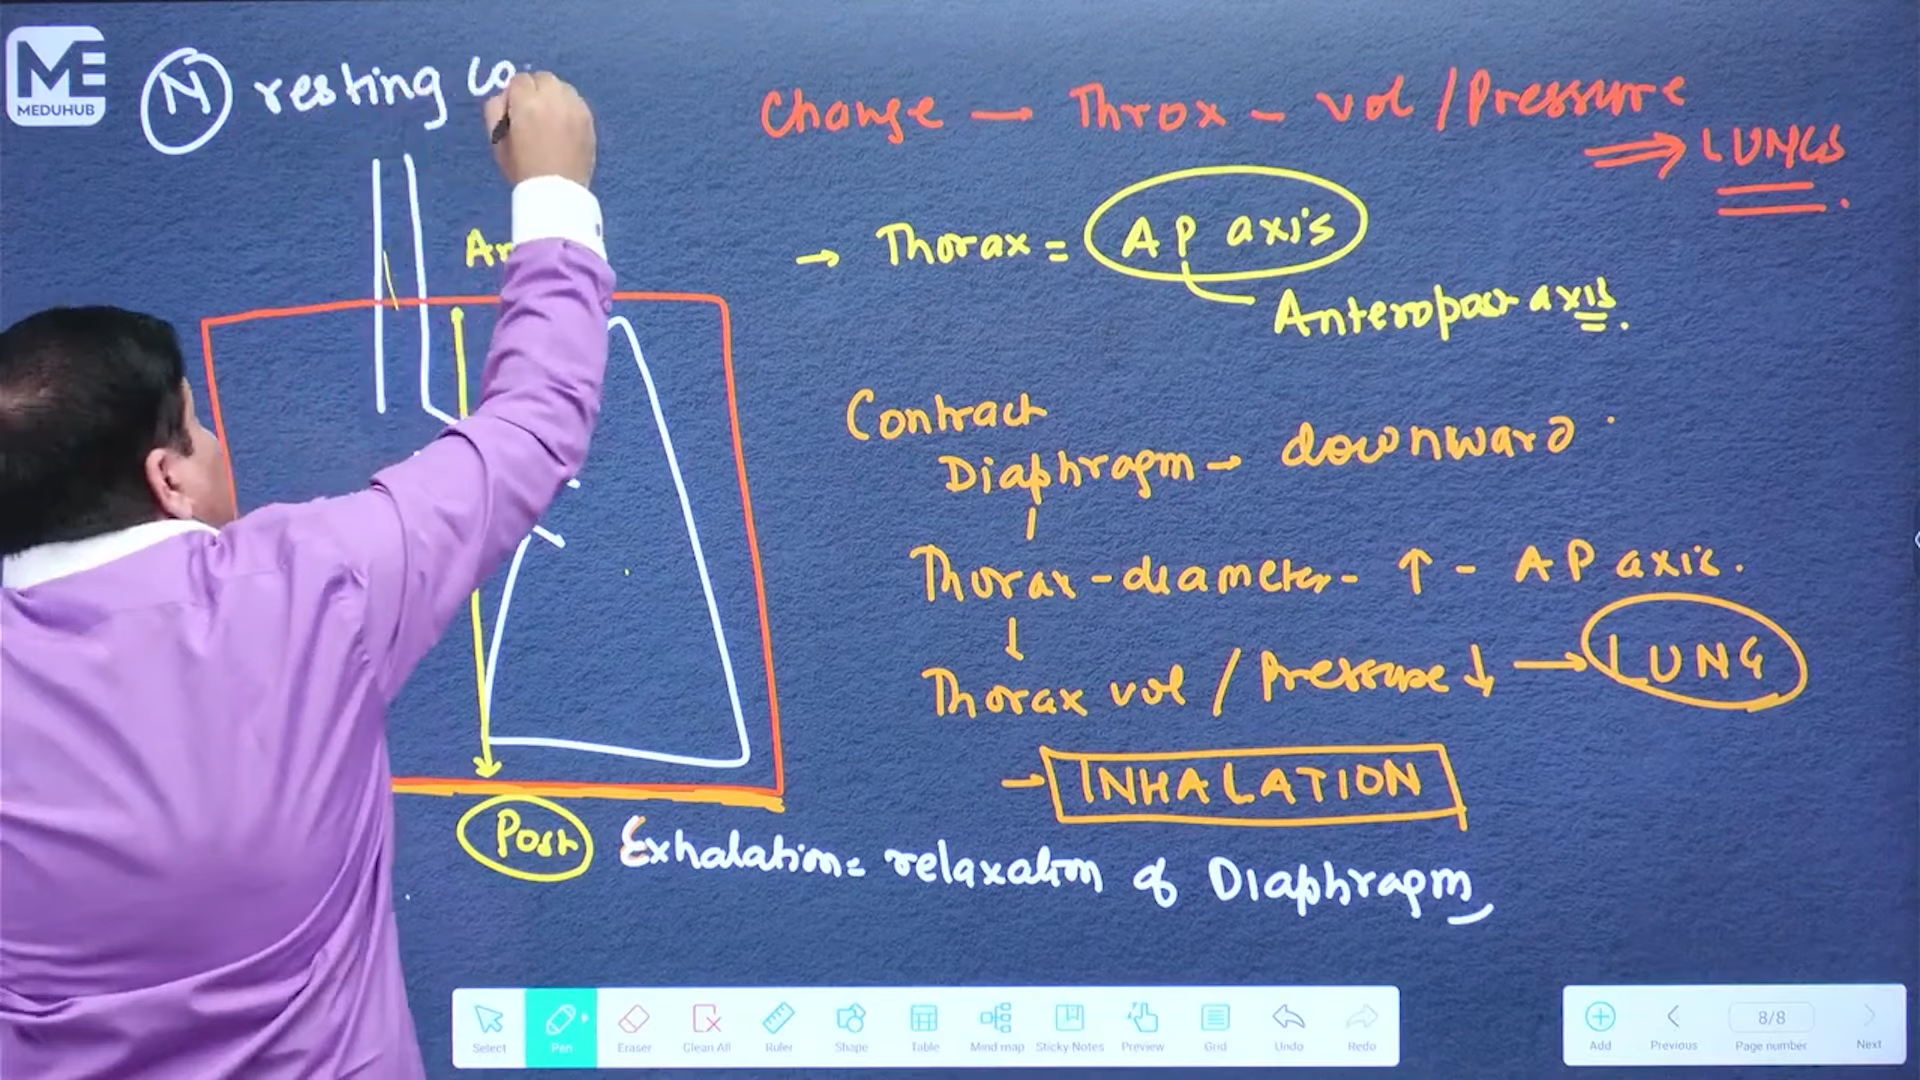 ME
MEDUHUB
N resting co
Change — Throx - vol / Pressure
⇒ LUNGS
→ Thorax = AP axis
Anteropost axis.
Contract
Diaphragm → downward
Thorax - diameter - ↑ - AP axis.
↓
Thorax vol / Pressure ↓ → LUNG
→ INHALATION
Post
Exhalation = relaxation of Diaphragm
Select Pen Eraser Clean All Ruler Shape Table Mind map Sticky Notes Preview Grid Undo Redo
Add Previous 8/8 Page number Next